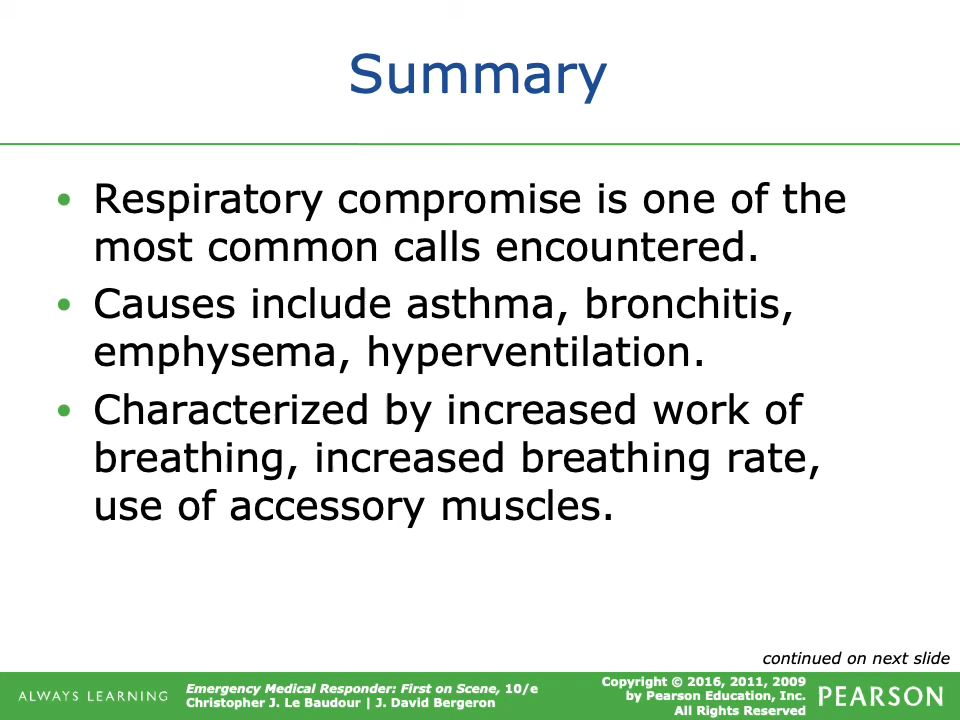 Summary
• Respiratory compromise is one of the
most common calls encountered.
• Causes include asthma, bronchitis,
emphysema, hyperventilation.
• Characterized by increased work of
breathing, increased breathing rate,
use of accessory muscles.
continued on next slide
ALWAYS LEARNING
Emergency Medical Responder: First on Scene, 10/e
Christopher J. Le Baudour | J. David Bergeron
Copyright © 2016, 2011, 2009
by Pearson Education, Inc.
All Rights Reserved
PEARSON